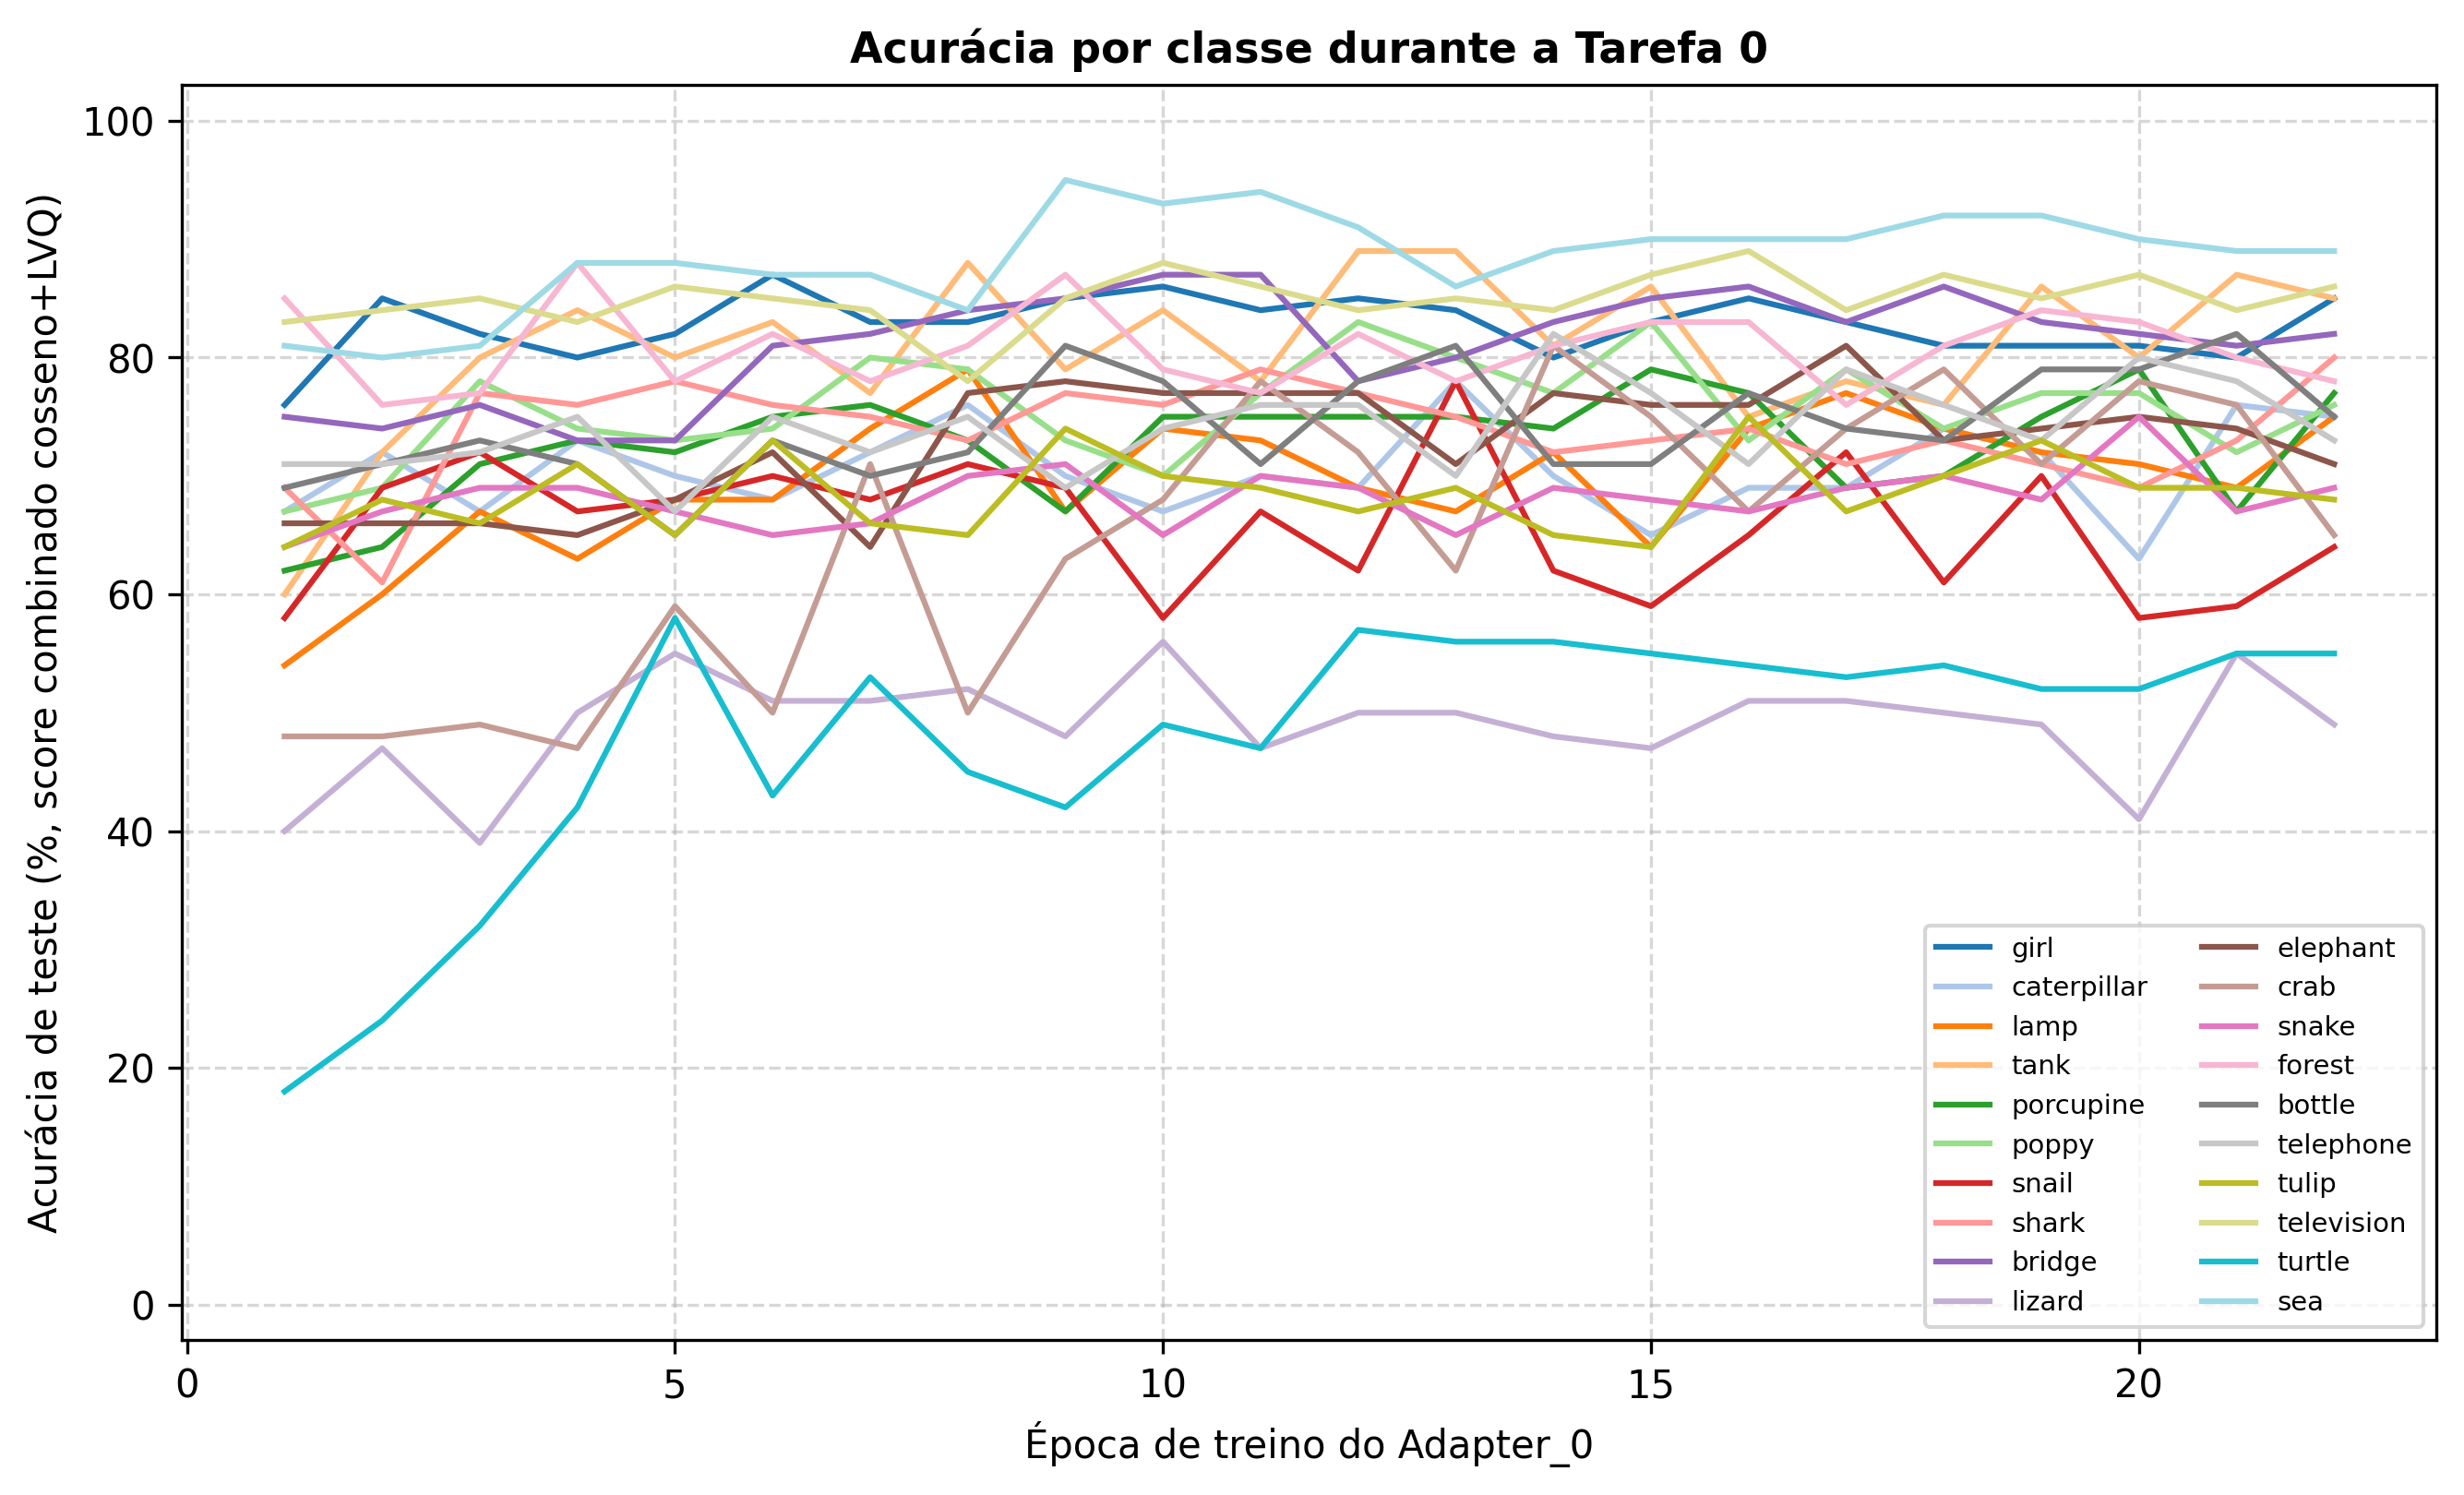 Acurácia por classe durante a Tarefa 0
Acurácia de teste (%, score combinado cosseno+LVQ)
100
80
60
40
20
0
0
5
10
15
20
Época de treino do Adapter_0
girl
caterpillar
lamp
tank
porcupine
poppy
snail
shark
bridge
lizard
elephant
crab
snake
forest
bottle
telephone
tulip
television
turtle
sea